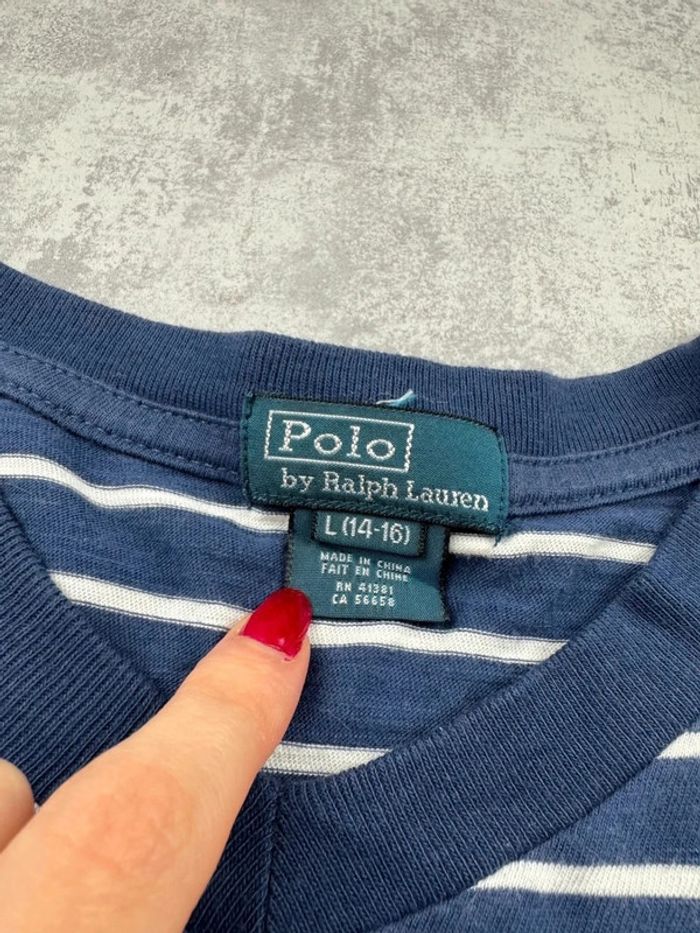 Polo
by Ralph Lauren
L (14-16)
MADE IN CHINA
FAIT EN CHINE
RN 41381
CA 56658